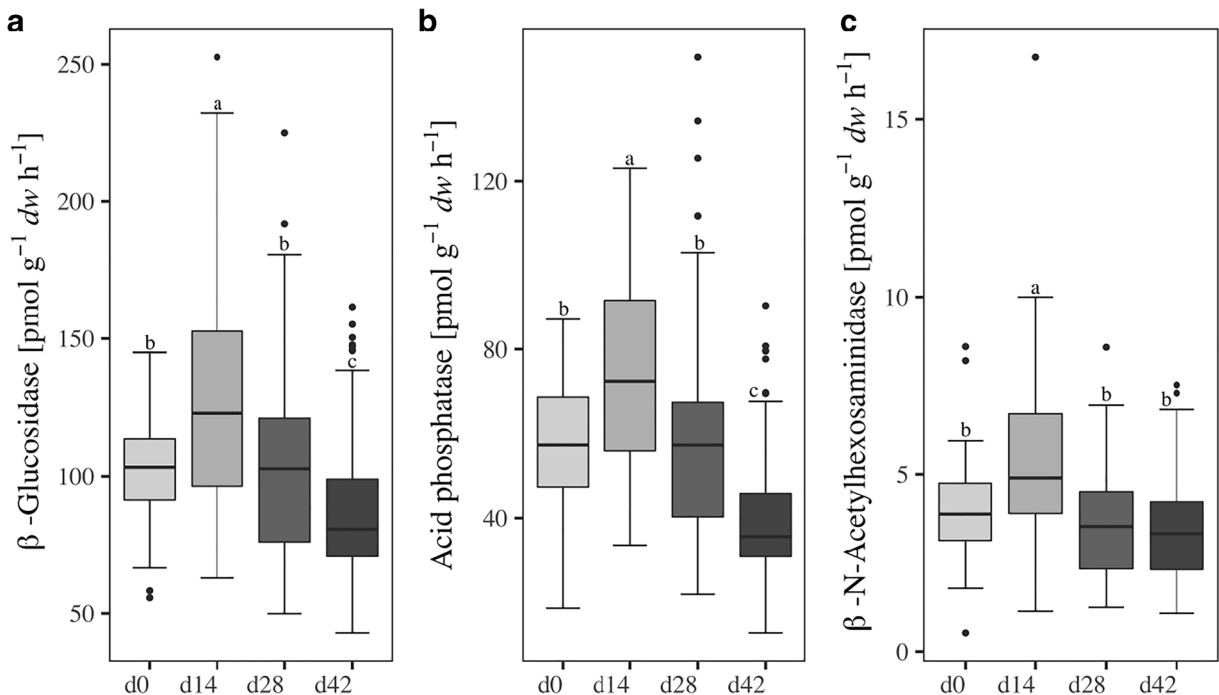 a
β -Glucosidase [pmol g⁻¹ dw h⁻¹]
250
200
150
100
50
b
a
b
c
d0 d14 d28 d42
b
Acid phosphatase [pmol g⁻¹ dw h⁻¹]
120
80
40
b
a
b
c
d0 d14 d28 d42
c
β -N-Acetylhexosaminidase [pmol g⁻¹ dw h⁻¹]
15
10
5
0
b
a
b
b
d0 d14 d28 d42